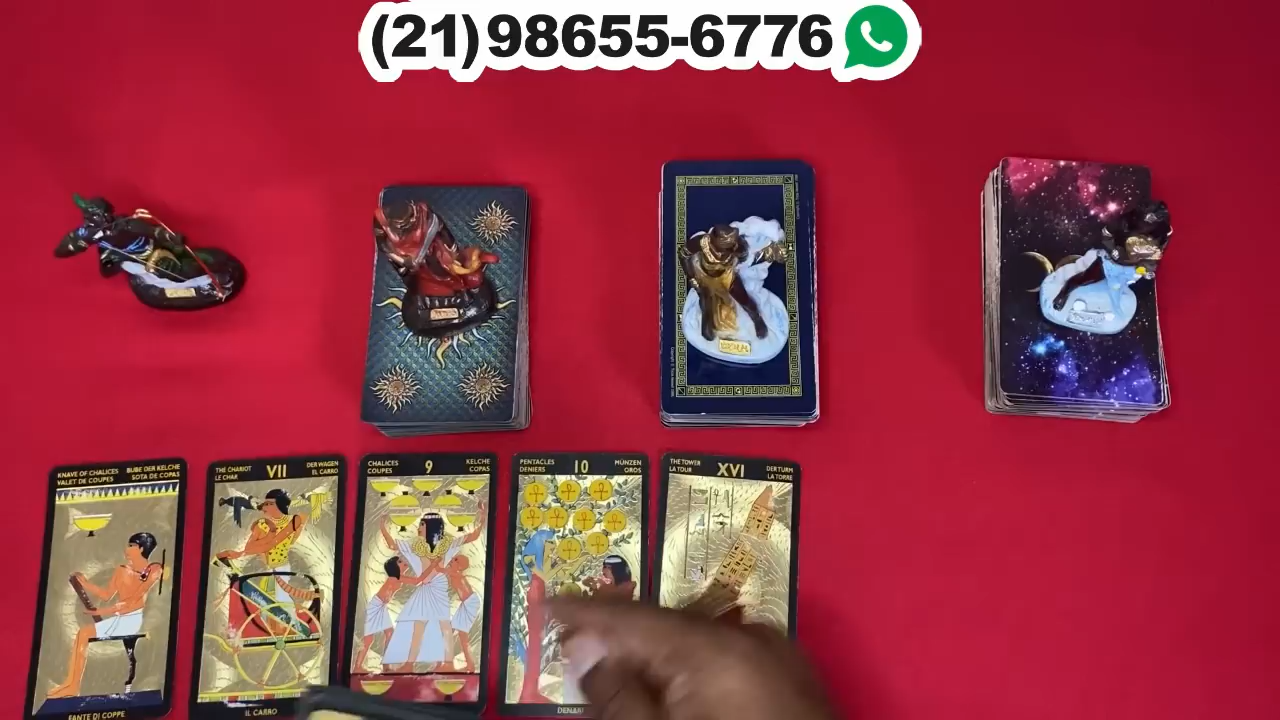 (21)98655-6776
KNAVE OF CHALICES
VALET DE COUPES
BUBE DER KELCHE
SOTA DE COPAS
THE CHARIOT
LE CHAR
VII
DER WAGEN
EL CARRO
CHALICES
COUPES
9
KELCHE
COPAS
PENTACLES
DENIERS
10
MÜNZEN
OROS
THE TOWER
LA TOUR
XVI
DER TURM
LA TORRE
FANTE DI COPPE
IL CARRO